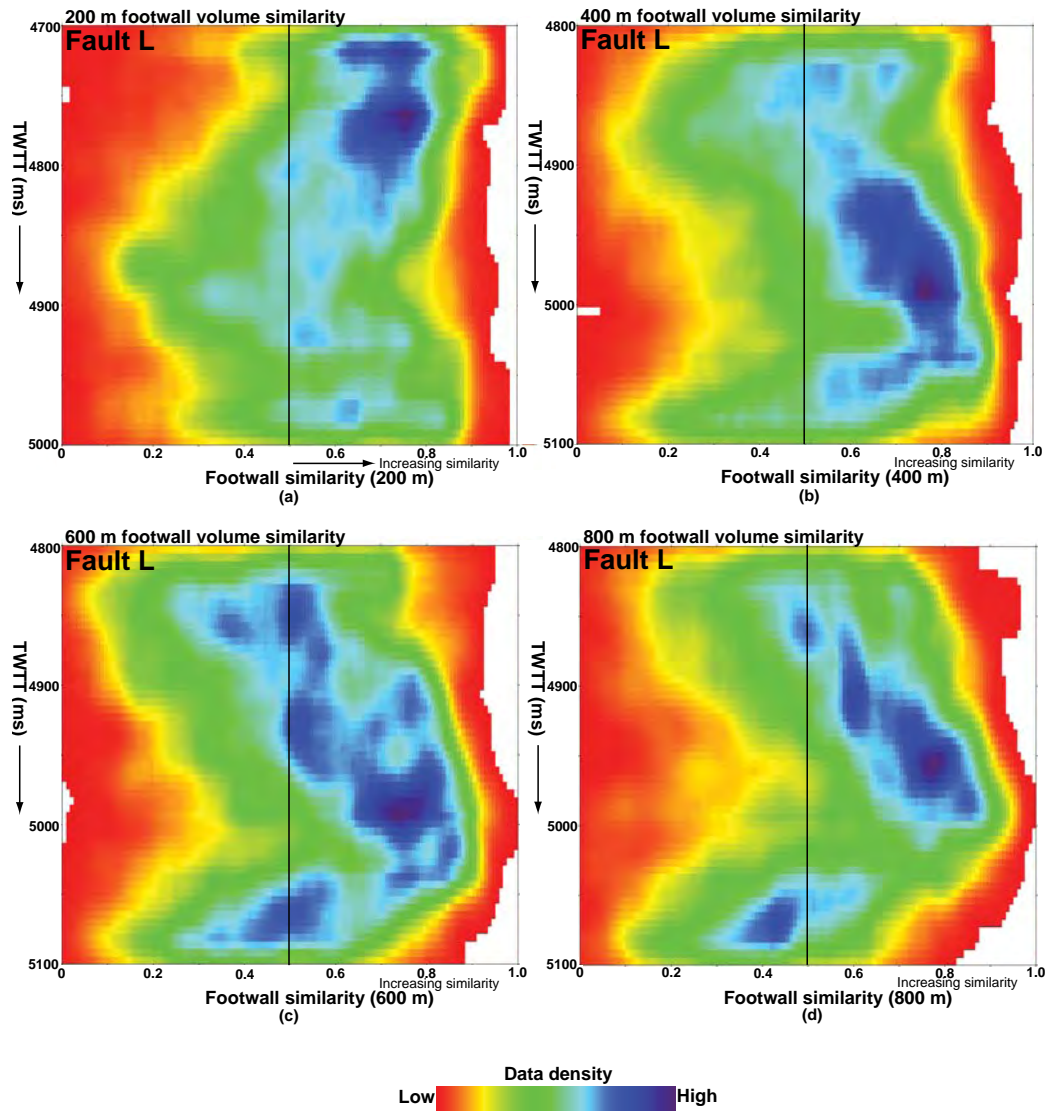 200 m footwall volume similarity
Fault L
4700
4800
4900
5000
TWTT (ms)
0 0.2 0.4 0.6 0.8 1.0
Increasing similarity
Footwall similarity (200 m)
(a)
400 m footwall volume similarity
Fault L
4800
4900
5000
5100
TWTT (ms)
0 0.2 0.4 0.6 0.8 1.0
Increasing similarity
Footwall similarity (400 m)
(b)
600 m footwall volume similarity
Fault L
4800
4900
5000
5100
TWTT (ms)
0 0.2 0.4 0.6 0.8 1.0
Increasing similarity
Footwall similarity (600 m)
(c)
800 m footwall volume similarity
Fault L
4800
4900
5000
5100
TWTT (ms)
0 0.2 0.4 0.6 0.8 1.0
Increasing similarity
Footwall similarity (800 m)
(d)
Data density
Low High